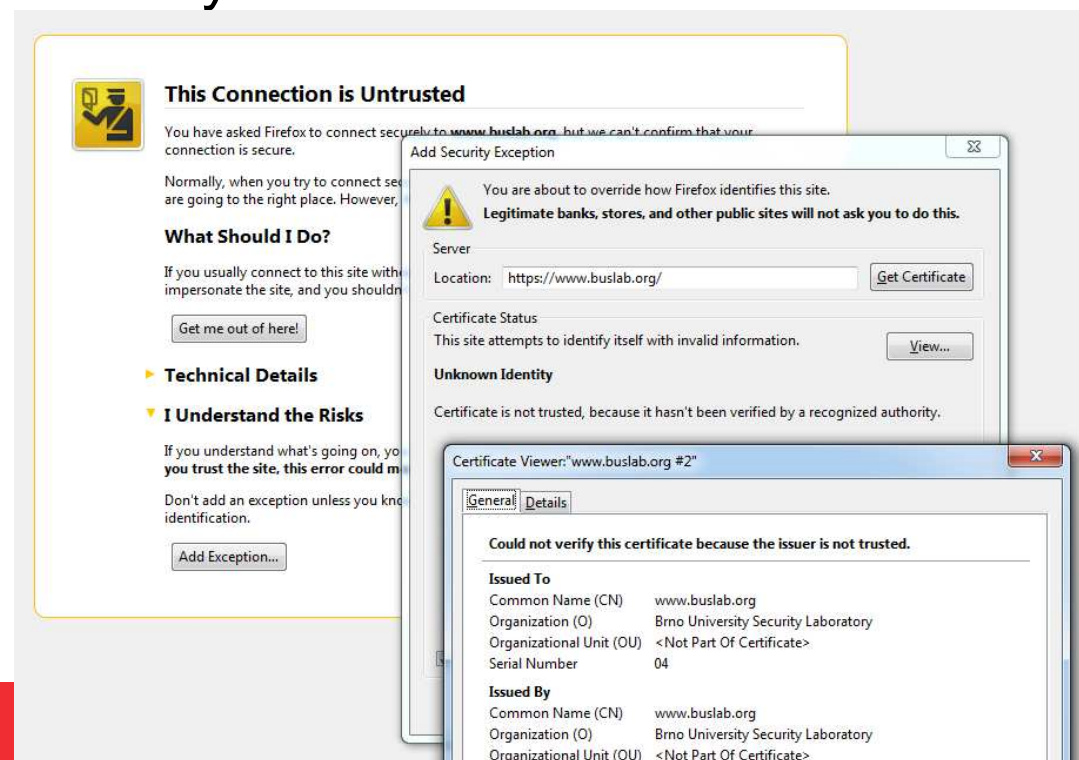 This Connection is Untrusted
You have asked Firefox to connect securely to www.buslab.org, but we can't confirm that your
connection is secure.
Normally, when you try to connect sec
are going to the right place. However,
What Should I Do?
If you usually connect to this site with
impersonate the site, and you shouldn
Get me out of here!
Technical Details
I Understand the Risks
If you understand what's going on, yo
you trust the site, this error could m
Don't add an exception unless you kno
identification.
Add Exception...
Add Security Exception
You are about to override how Firefox identifies this site.
Legitimate banks, stores, and other public sites will not ask you to do this.
Server
Location: https://www.buslab.org/ Get Certificate
Certificate Status
This site attempts to identify itself with invalid information.
View...
Unknown Identity
Certificate is not trusted, because it hasn't been verified by a recognized authority.
Certificate Viewer:"www.buslab.org #2"
General Details
Could not verify this certificate because the issuer is not trusted.
Issued To
Common Name (CN) www.buslab.org
Organization (O) Brno University Security Laboratory
Organizational Unit (OU) <Not Part Of Certificate>
Serial Number 04
Issued By
Common Name (CN) www.buslab.org
Organization (O) Brno University Security Laboratory
Organizational Unit (OU) <Not Part Of Certificate>